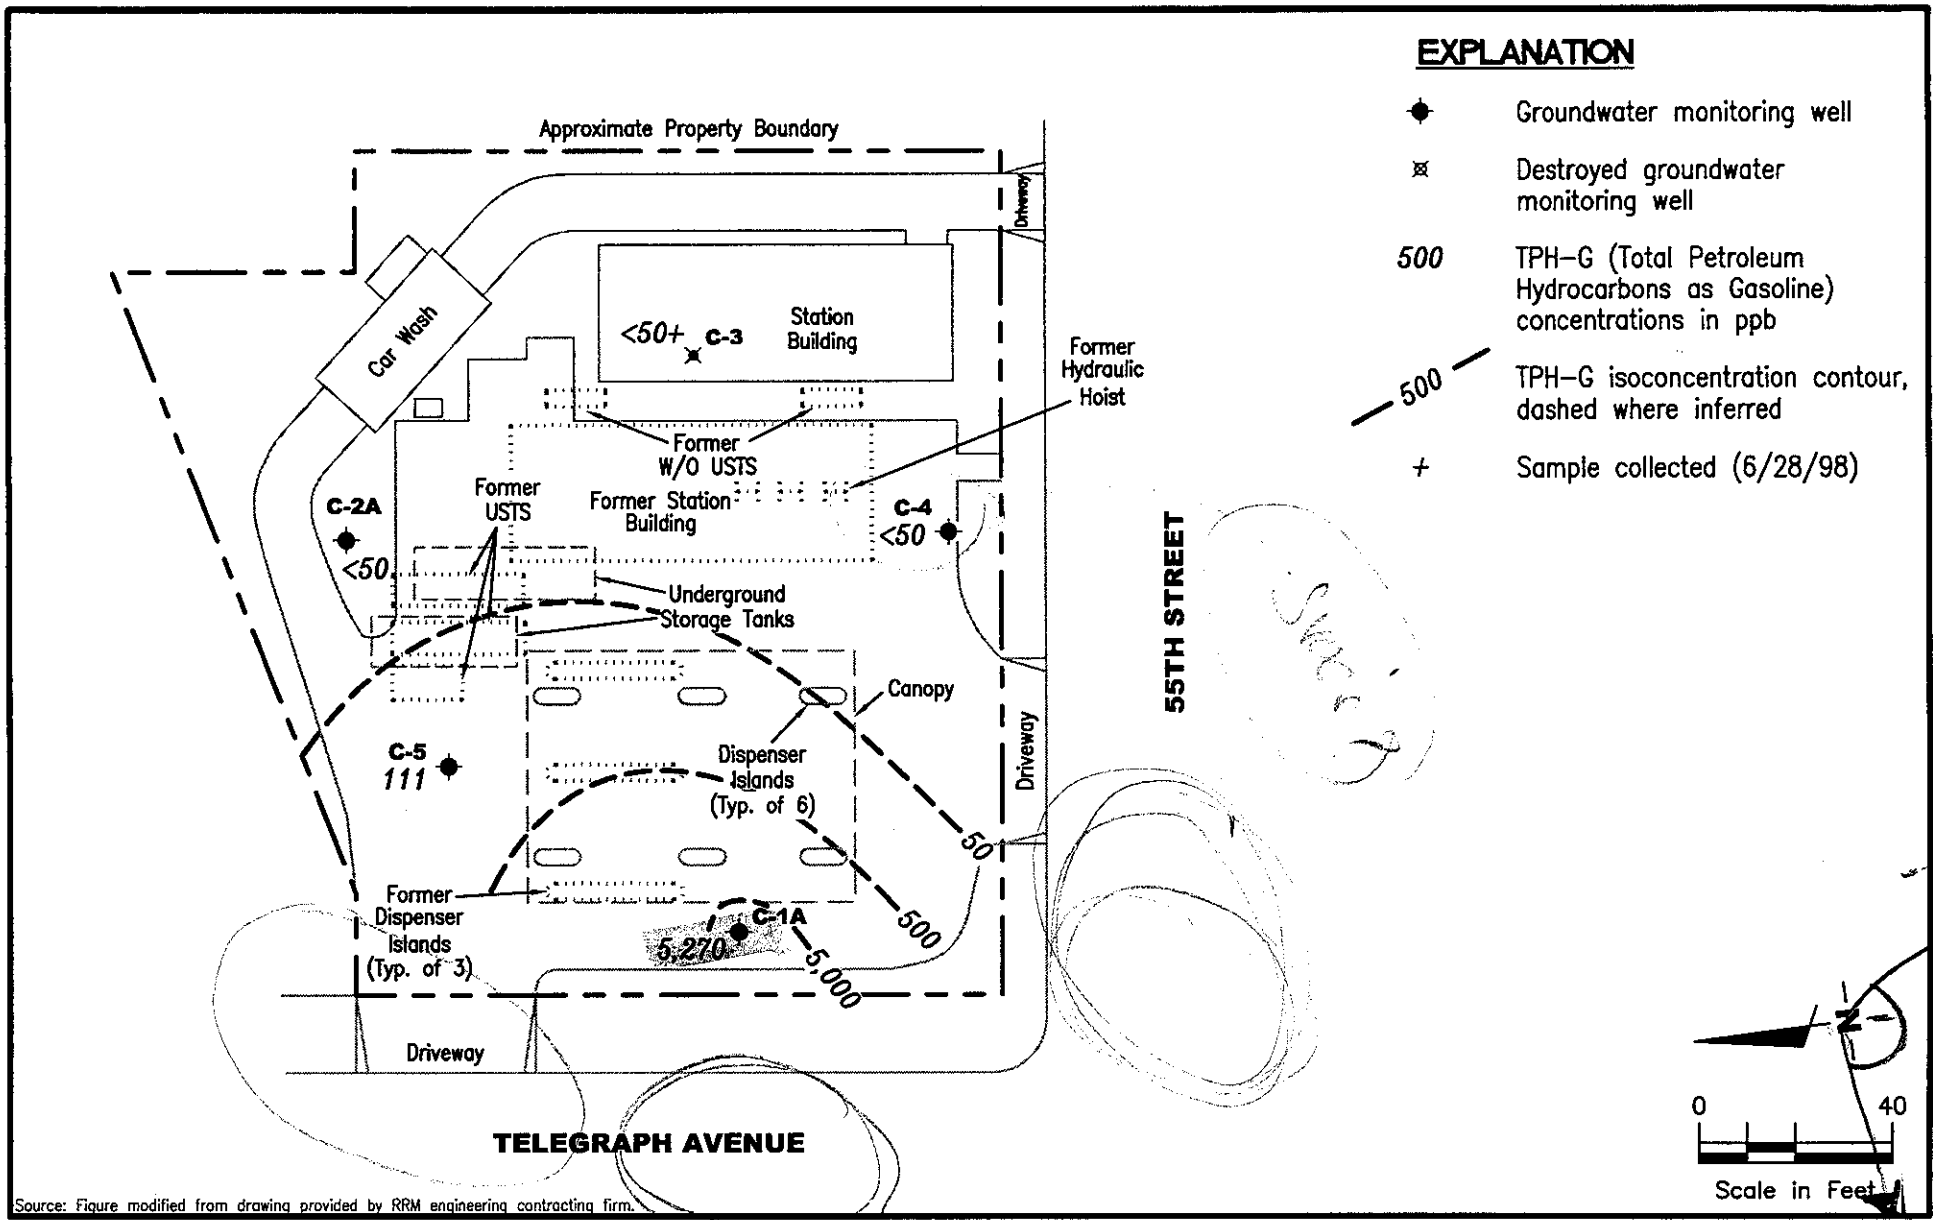 EXPLANATION
Groundwater monitoring well
Destroyed groundwater
monitoring well
500
TPH-G (Total Petroleum
Hydrocarbons as Gasoline)
concentrations in ppb
500
TPH-G isoconcentration contour,
dashed where inferred
+
Sample collected (6/28/98)
Approximate Property Boundary
Driveway
Car Wash
<50+
C-3
Station
Building
Former
Hydraulic
Hoist
Former
W/O USTS
Former
USTS
Former Station
Building
C-2A
<50
C-4
<50
Underground
Storage Tanks
55TH STREET
Canopy
C-5
111
Dispenser
Islands
(Typ. of 6)
Driveway
50
500
5,000
Former
Dispenser
Islands
(Typ. of 3)
C-1A
5,270
Driveway
TELEGRAPH AVENUE
N
0 40
Scale in Feet
Source: Figure modified from drawing provided by RRM engineering contracting firm.